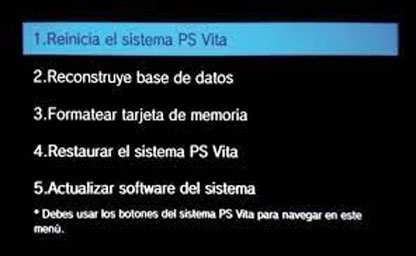 1.Reinicia el sistema PS Vita
2.Reconstruye base de datos
3.Formatear tarjeta de memoria
4.Restaurar el sistema PS Vita
5.Actualizar software del sistema
* Debes usar los botones del sistema PS Vita para navegar en este
menú.